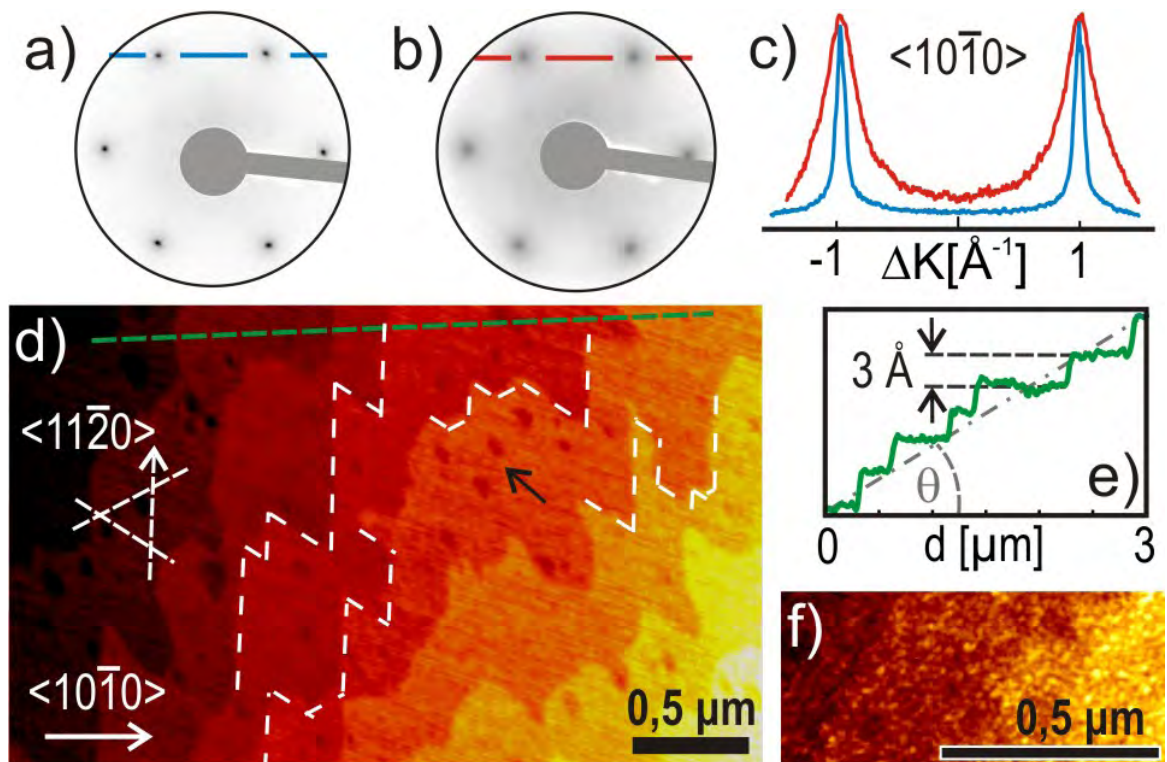 a)
b)
c)
<101̅0>
-1
ΔK[Å⁻¹]
1
d)
<112̅0>
<101̅0>
0,5 µm
3 Å
θ
e)
0
d [µm]
3
f)
0,5 µm